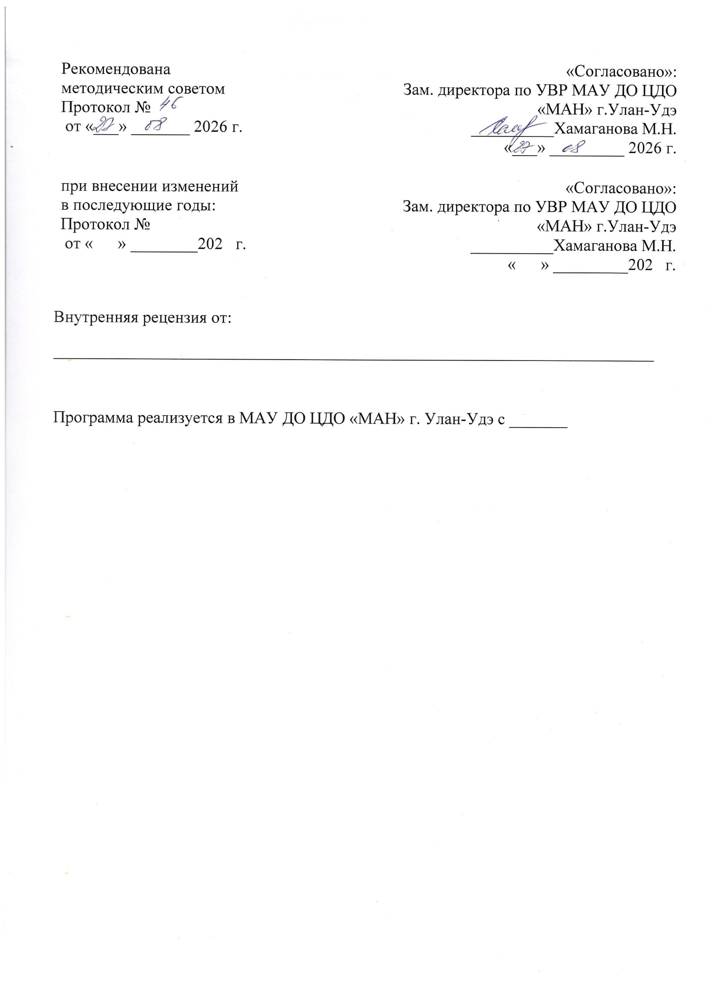 Рекомендована
методическим советом
Протокол № 46
от «27» 08 2026 г.
«Согласовано»:
Зам. директора по УВР МАУ ДО ЦДО
«МАН» г.Улан-Удэ
__________Хамаганова М.Н.
«27» 08 2026 г.
при внесении изменений
в последующие годы:
Протокол №
от « » ________202 г.
«Согласовано»:
Зам. директора по УВР МАУ ДО ЦДО
«МАН» г.Улан-Удэ
__________Хамаганова М.Н.
« » _________202 г.
Внутренняя рецензия от:
Программа реализуется в МАУ ДО ЦДО «МАН» г. Улан-Удэ с _______